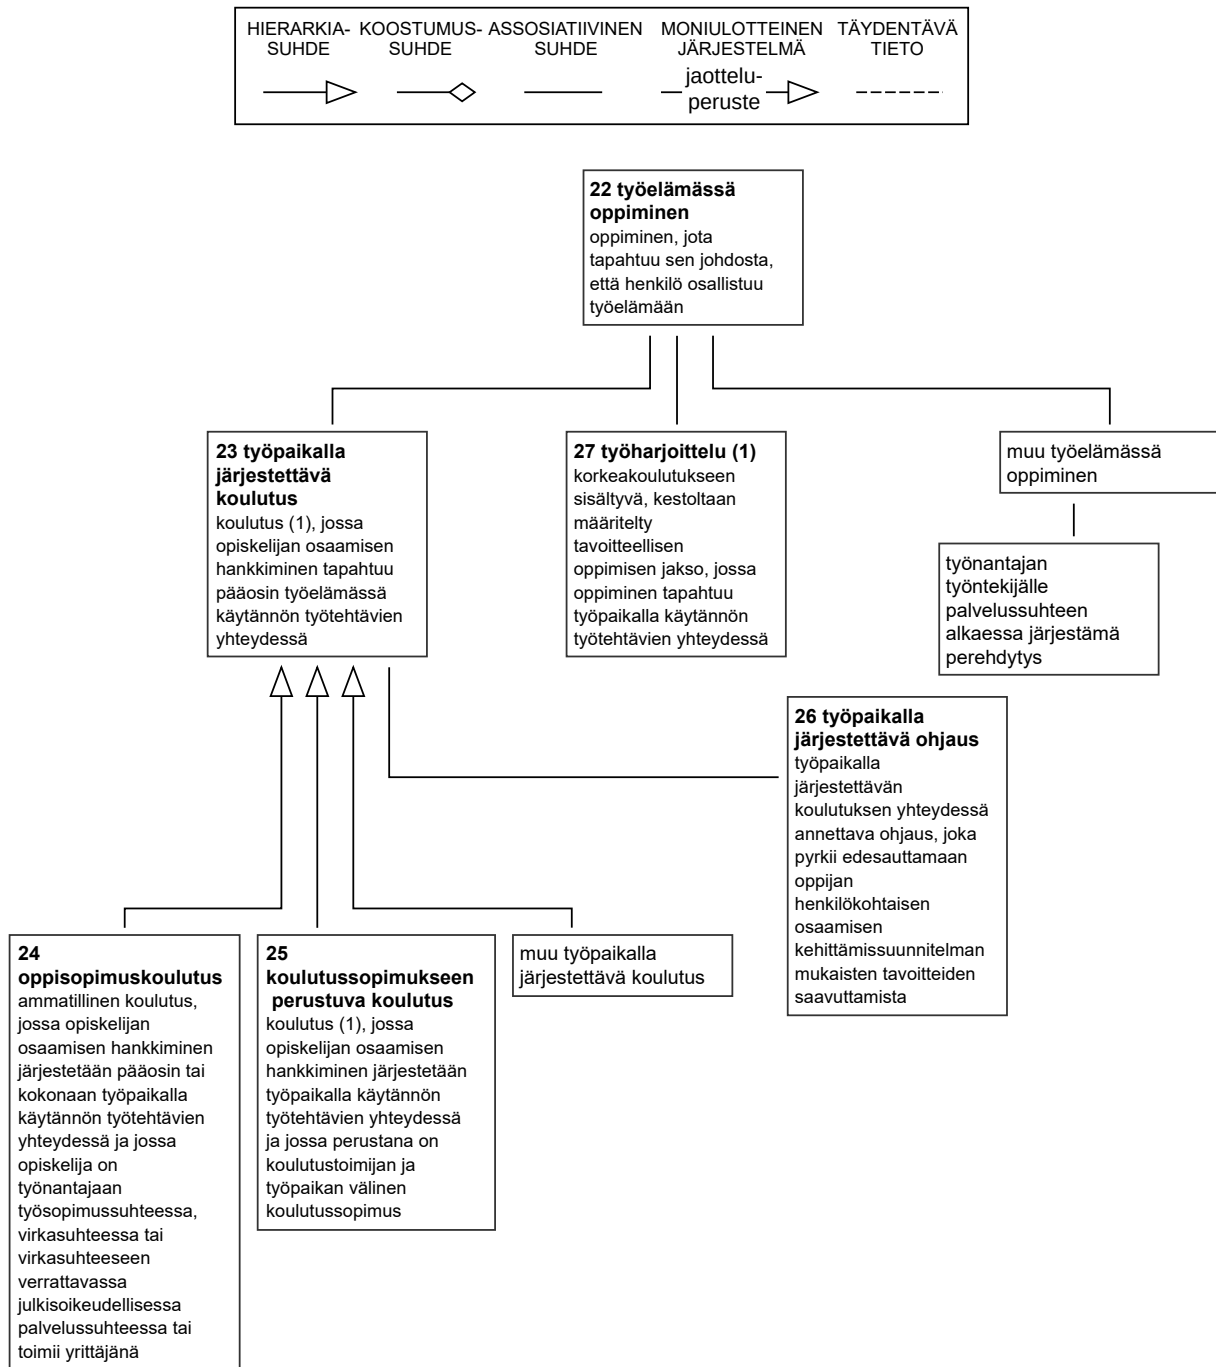 HIERARKIA-
SUHDE
KOOSTUMUS-
SUHDE
ASSOSIATIIVINEN
SUHDE
MONIULOTTEINEN
JÄRJESTELMÄ
TÄYDENTÄVÄ
TIETO
jaottelu-
peruste
22 työelämässä
oppiminen
oppiminen, jota
tapahtuu sen johdosta,
että henkilö osallistuu
työelämään
23 työpaikalla
järjestettävä
koulutus
koulutus (1), jossa
opiskelijan osaamisen
hankkiminen tapahtuu
pääosin työelämässä
käytännön työtehtävien
yhteydessä
27 työharjoittelu (1)
korkeakoulutukseen
sisältyvä, kestoltaan
määritelty
tavoitteellisen
oppimisen jakso, jossa
oppiminen tapahtuu
työpaikalla käytännön
työtehtävien yhteydessä
muu työelämässä
oppiminen
työnantajan
työntekijälle
palvelussuhteen
alkaessa järjestämä
perehdytys
26 työpaikalla
järjestettävä ohjaus
työpaikalla
järjestettävän
koulutuksen yhteydessä
annettava ohjaus, joka
pyrkii edesauttamaan
oppijan
henkilökohtaisen
osaamisen
kehittämissuunnitelman
mukaisten tavoitteiden
saavuttamista
24
oppisopimuskoulutus
ammatillinen koulutus,
jossa opiskelijan
osaamisen hankkiminen
järjestetään pääosin tai
kokonaan työpaikalla
käytännön työtehtävien
yhteydessä ja jossa
opiskelija on
työnantajaan
työsopimussuhteessa,
virkasuhteessa tai
virkasuhteeseen
verrattavassa
julkisoikeudellisessa
palvelussuhteessa tai
toimii yrittäjänä
25
koulutussopimukseen
perustuva koulutus
koulutus (1), jossa
opiskelijan osaamisen
hankkiminen järjestetään
työpaikalla käytännön
työtehtävien yhteydessä
ja jossa perustana on
koulutustoimijan ja
työpaikan välinen
koulutussopimus
muu työpaikalla
järjestettävä koulutus